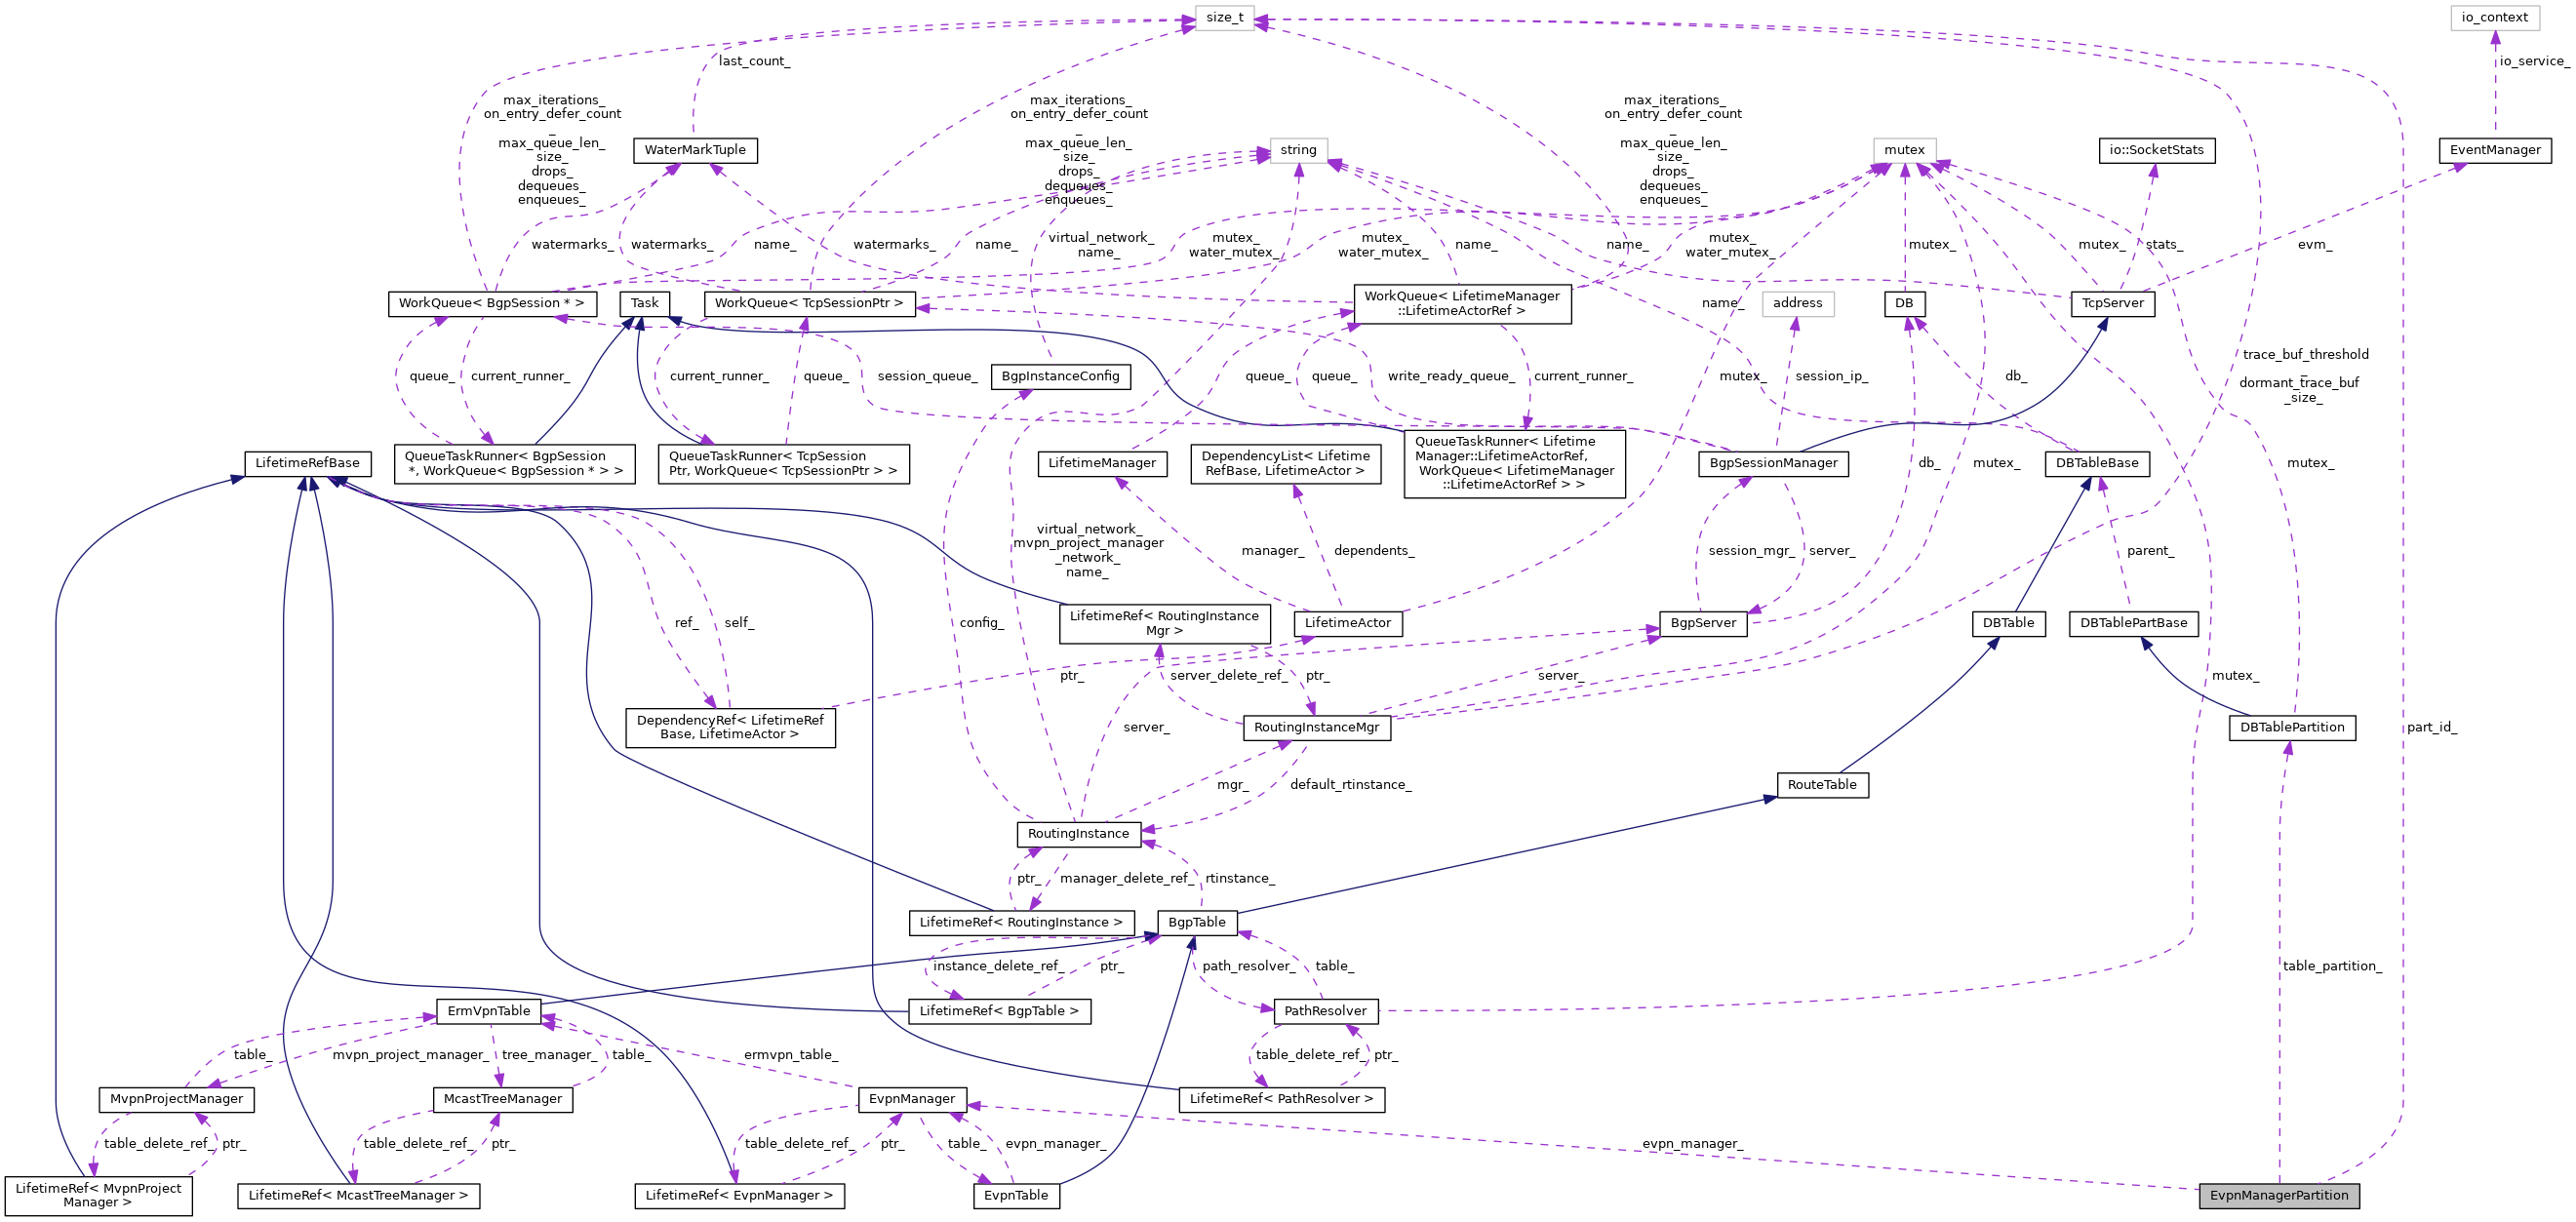 size_t
io_context
last_count_
io_service_
max_iterations_
on_entry_defer_count
_
max_queue_len_
size_
drops_
dequeues_
enqueues_
max_iterations_
on_entry_defer_count
_
max_queue_len_
size_
drops_
dequeues_
enqueues_
max_iterations_
on_entry_defer_count
_
max_queue_len_
size_
drops_
dequeues_
enqueues_
WaterMarkTuple
string
mutex
io::SocketStats
EventManager
watermarks_
watermarks_
name_
watermarks_
name_
virtual_network_
name_
mutex_
water_mutex_
mutex_
water_mutex_
name_
name_
mutex_
water_mutex_
mutex_
mutex_
stats_
evm_
WorkQueue< BgpSession * >
Task
WorkQueue< TcpSessionPtr >
WorkQueue< LifetimeManager
::LifetimeActorRef >
name_
address
DB
TcpServer
queue_
current_runner_
current_runner_
queue_
session_queue_
BgpInstanceConfig
queue_
queue_
write_ready_queue_
current_runner_
mutex_
session_ip_
db_
trace_buf_threshold
_
dormant_trace_buf
_size_
LifetimeRefBase
QueueTaskRunner< BgpSession
*, WorkQueue< BgpSession * > >
QueueTaskRunner< TcpSession
Ptr, WorkQueue< TcpSessionPtr > >
LifetimeManager
DependencyList< Lifetime
RefBase, LifetimeActor >
QueueTaskRunner< Lifetime
Manager::LifetimeActorRef,
WorkQueue< LifetimeManager
::LifetimeActorRef > >
BgpSessionManager
db_
mutex_
DBTableBase
mutex_
virtual_network_
mvpn_project_manager
_network_
name_
manager_
dependents_
session_mgr_
server_
parent_
ref_
self_
config_
LifetimeRef< RoutingInstance
Mgr >
LifetimeActor
BgpServer
DBTable
DBTablePartBase
ptr_
server_delete_ref_
ptr_
server_
mutex_
DependencyRef< LifetimeRef
Base, LifetimeActor >
server_
RoutingInstanceMgr
DBTablePartition
part_id_
mgr_
default_rtinstance_
RouteTable
RoutingInstance
ptr_
manager_delete_ref_
rtinstance_
LifetimeRef< RoutingInstance >
BgpTable
instance_delete_ref_
ptr_
path_resolver_
table_
table_partition_
ErmVpnTable
LifetimeRef< BgpTable >
PathResolver
table_
mvpn_project_manager_
tree_manager_
table_
ermvpn_table_
table_delete_ref_
ptr_
MvpnProjectManager
McastTreeManager
EvpnManager
LifetimeRef< PathResolver >
table_delete_ref_
ptr_
table_delete_ref_
ptr_
table_delete_ref_
ptr_
table_
evpn_manager_
evpn_manager_
LifetimeRef< MvpnProject
Manager >
LifetimeRef< McastTreeManager >
LifetimeRef< EvpnManager >
EvpnTable
EvpnManagerPartition